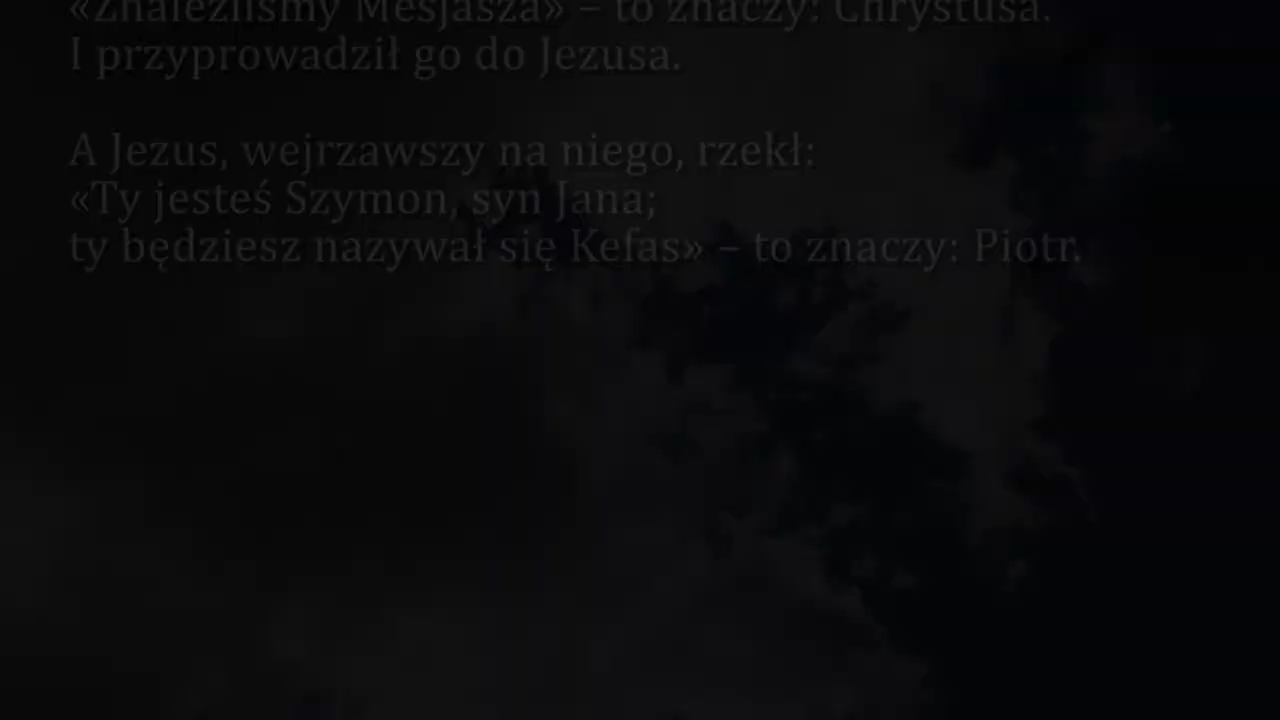 «Znaleźliśmy Mesjasza» – to znaczy: Chrystusa.
I przyprowadził go do Jezusa.
A Jezus, wejrzawszy na niego, rzekł:
«Ty jesteś Szymon, syn Jana;
ty będziesz nazywał się Kefas» – to znaczy: Piotr.